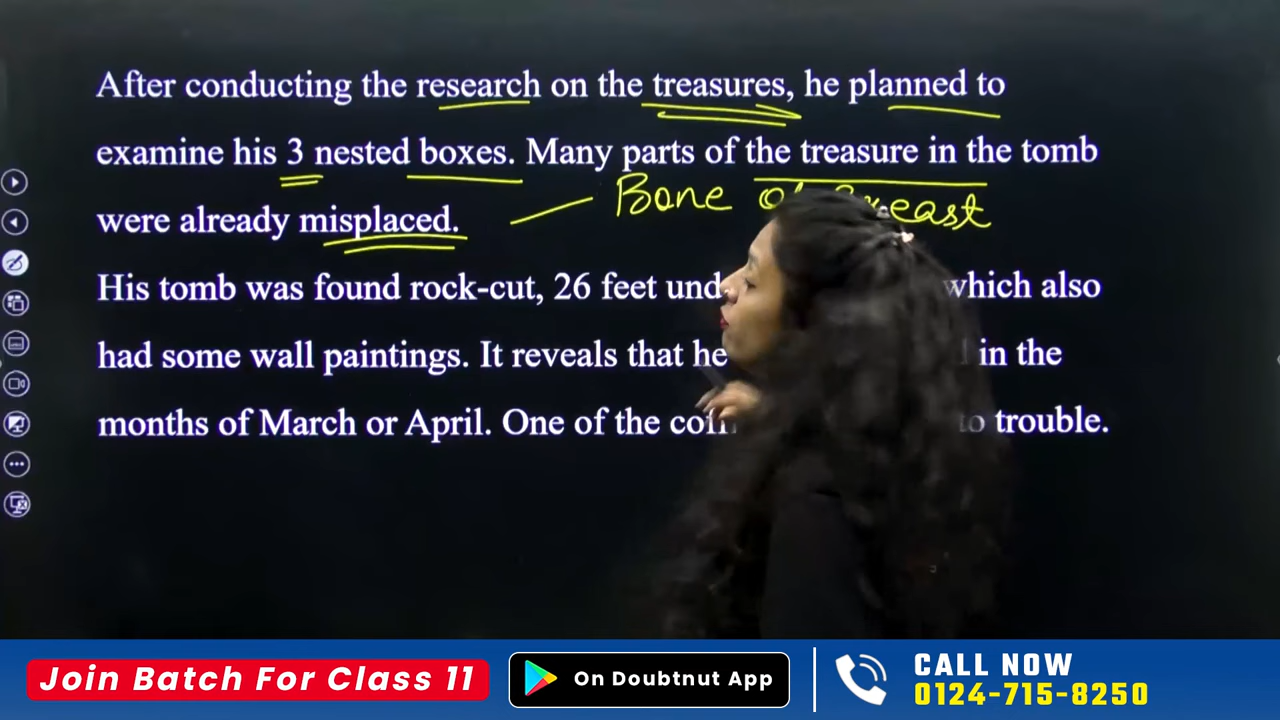 After conducting the research on the treasures, he planned to
examine his 3 nested boxes. Many parts of the treasure in the tomb
Bone of Breast
were already misplaced.
His tomb was found rock-cut, 26 feet which also
had some wall paintings. It reveals that he in the
months of March or April. One of the to trouble.
Join Batch For Class 11
On Doubtnut App
CALL NOW
0124-715-8250